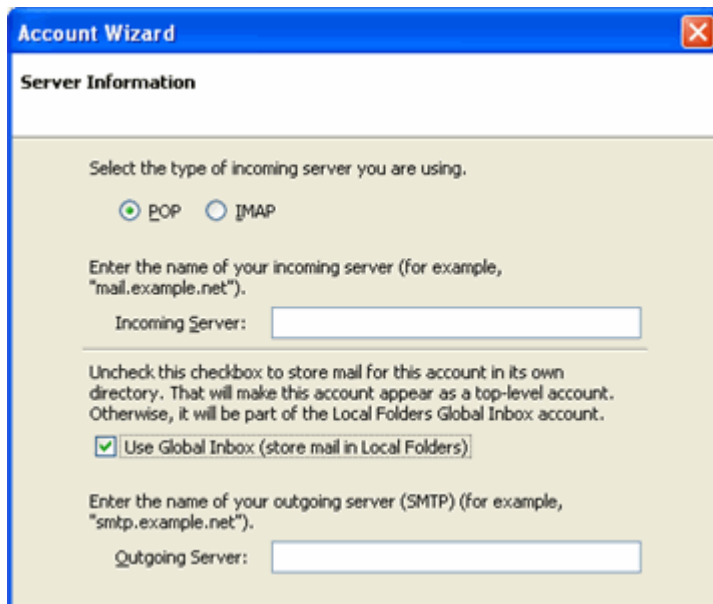 Account Wizard
Server Information
Select the type of incoming server you are using.
POP IMAP
Enter the name of your incoming server (for example,
"mail.example.net").
Incoming Server:
Uncheck this checkbox to store mail for this account in its own
directory. That will make this account appear as a top-level account.
Otherwise, it will be part of the Local Folders Global Inbox account.
Use Global Inbox (store mail in Local Folders)
Enter the name of your outgoing server (SMTP) (for example,
"smtp.example.net").
Outgoing Server: